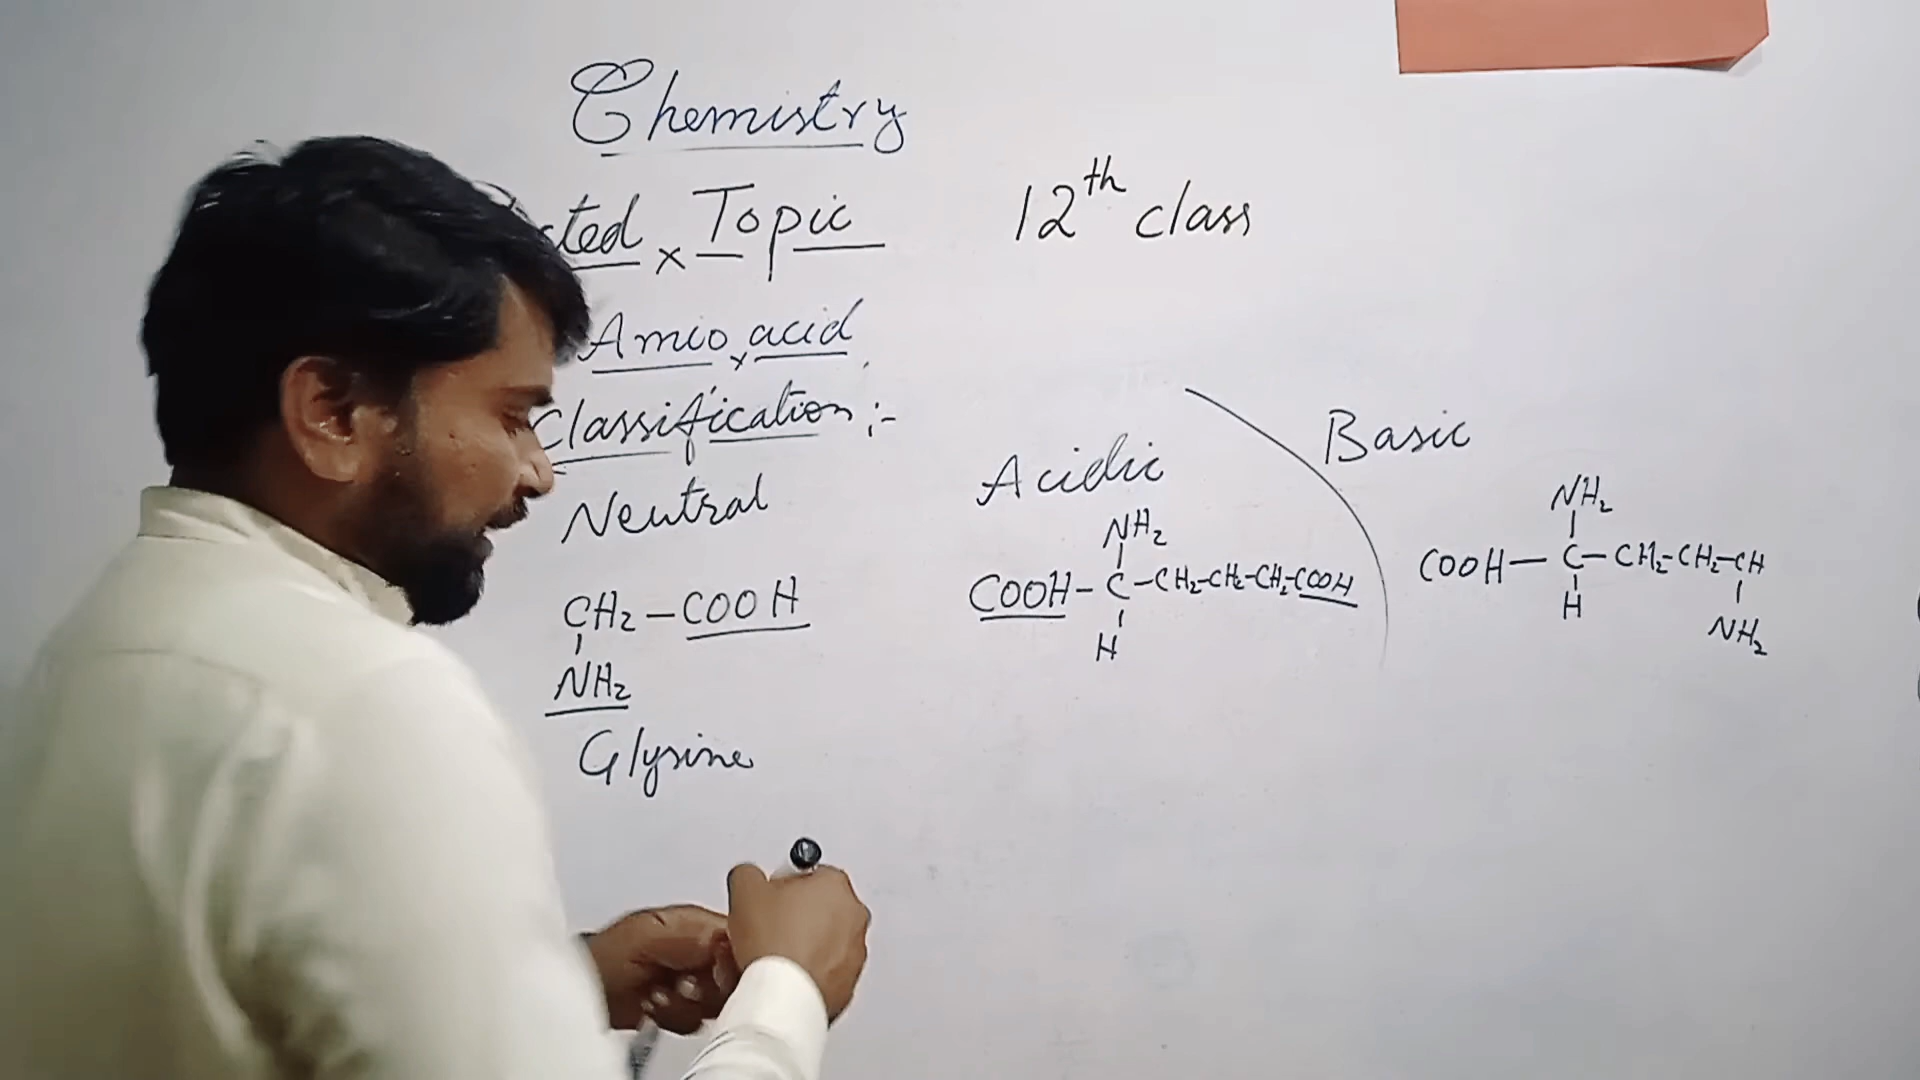 Chemistry
Topic
12th class
Amio acid
Classification :-
Neutral
Acidic
Basic
CH2 - COOH
NH2
Glysine
NH2
COOH - C - CH2 - CH2 - CH2 - COOH
H
NH2
COOH - C - CH2 - CH2 - CH
H
NH2